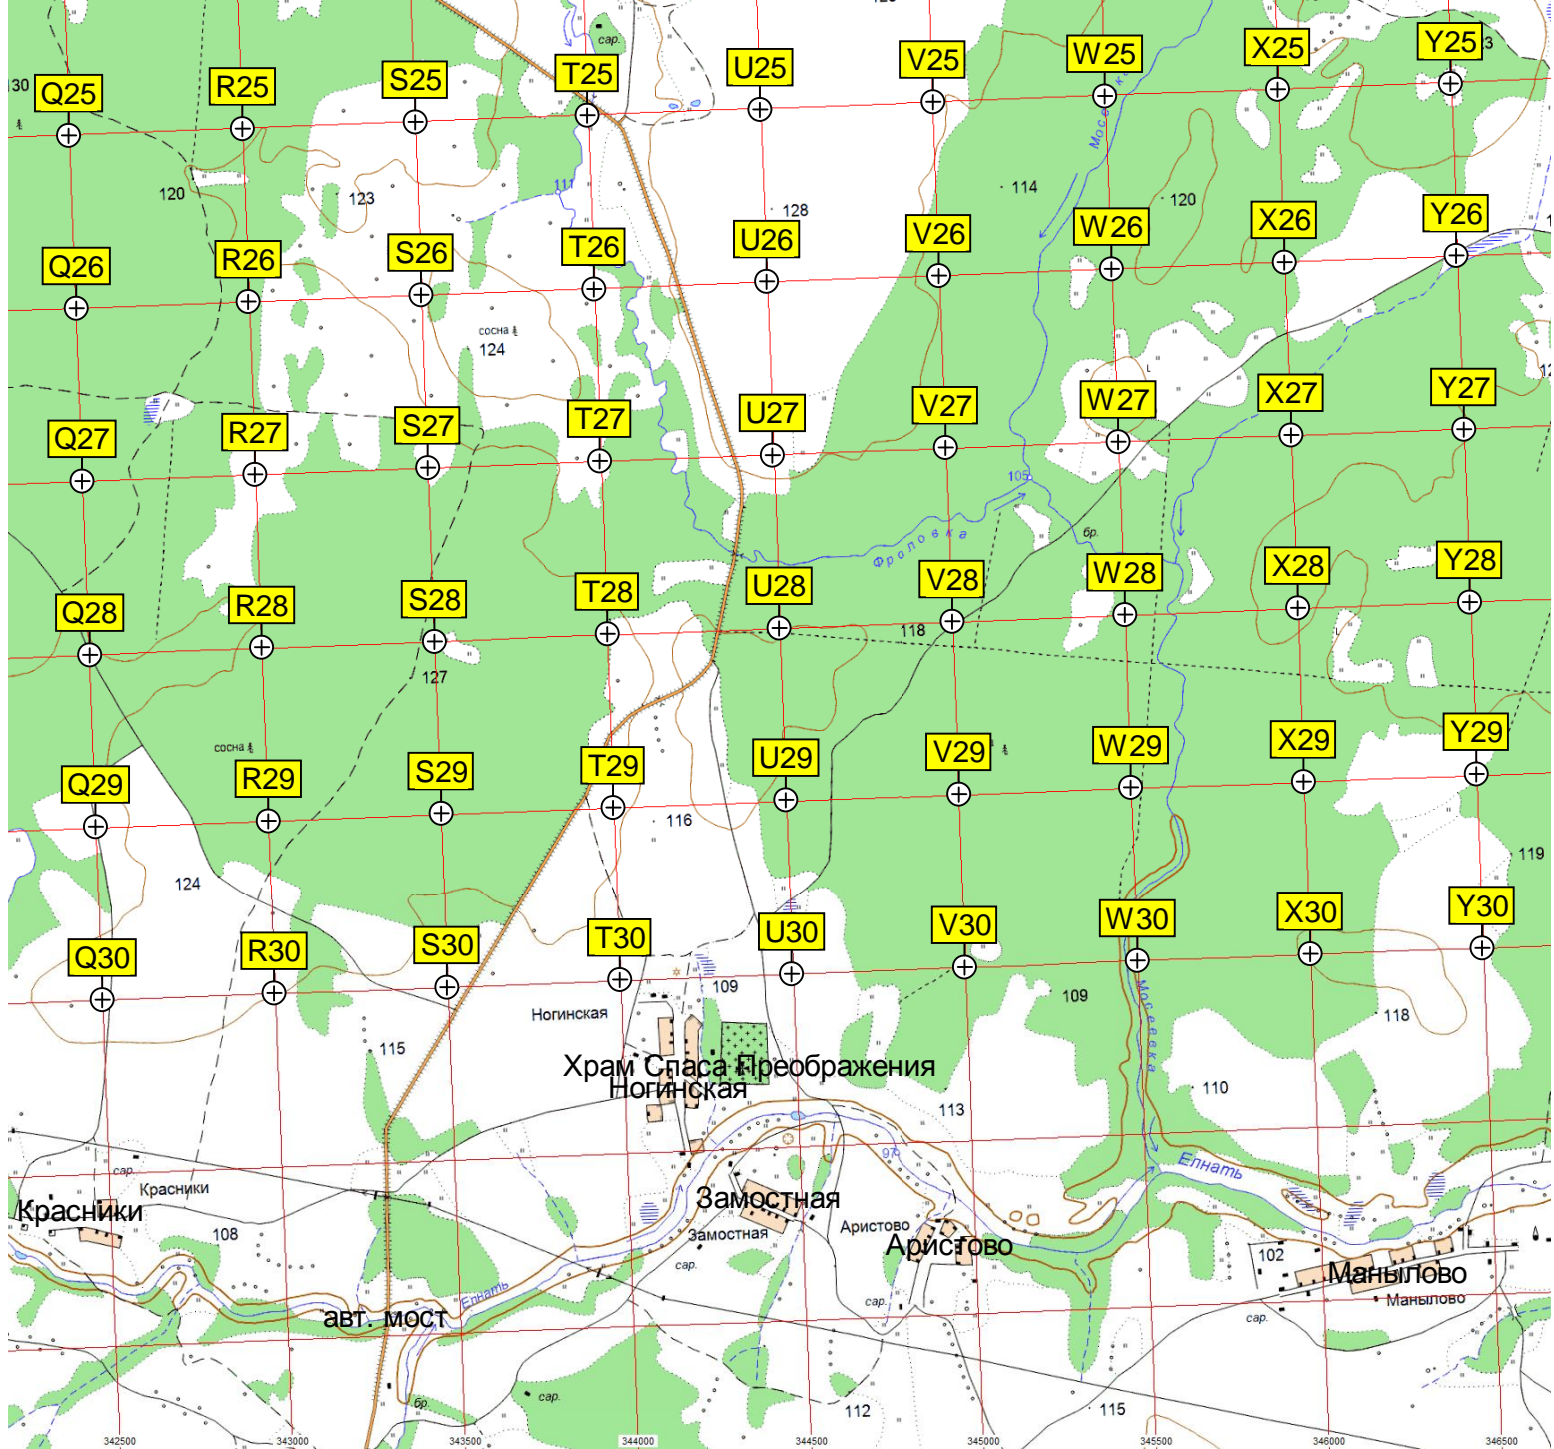 сар.
Y25
X25
W25
V25
U25
T25
S25
R25
Q25
130
Мосе
111
120
123
128
114
120
Y26
X26
W26
V26
U26
T26
S26
R26
Q26
сосна
124
Y27
X27
W27
V27
U27
T27
S27
R27
Q27
105
Фроловка
бр.
Y28
X28
W28
V28
U28
T28
S28
R28
Q28
118
127
сосна
Y29
X29
W29
V29
U29
T29
S29
R29
Q29
116
119
124
Y30
X30
W30
V30
U30
T30
S30
R30
Q30
109
109
118
Ногинская
Мосеевка
115
Храм Спаса Преображения
Ногинская
110
113
97
Елнать
сар.
Красники
Красники
Замостная
Замостная
Аристово
Аристово
108
102
сар.
Манылово
Манылово
Елнать
сар.
сар.
авт. мост
бр.
сар.
112
115
342500
343000
343500
344000
344500
345000
345500
346000
346500